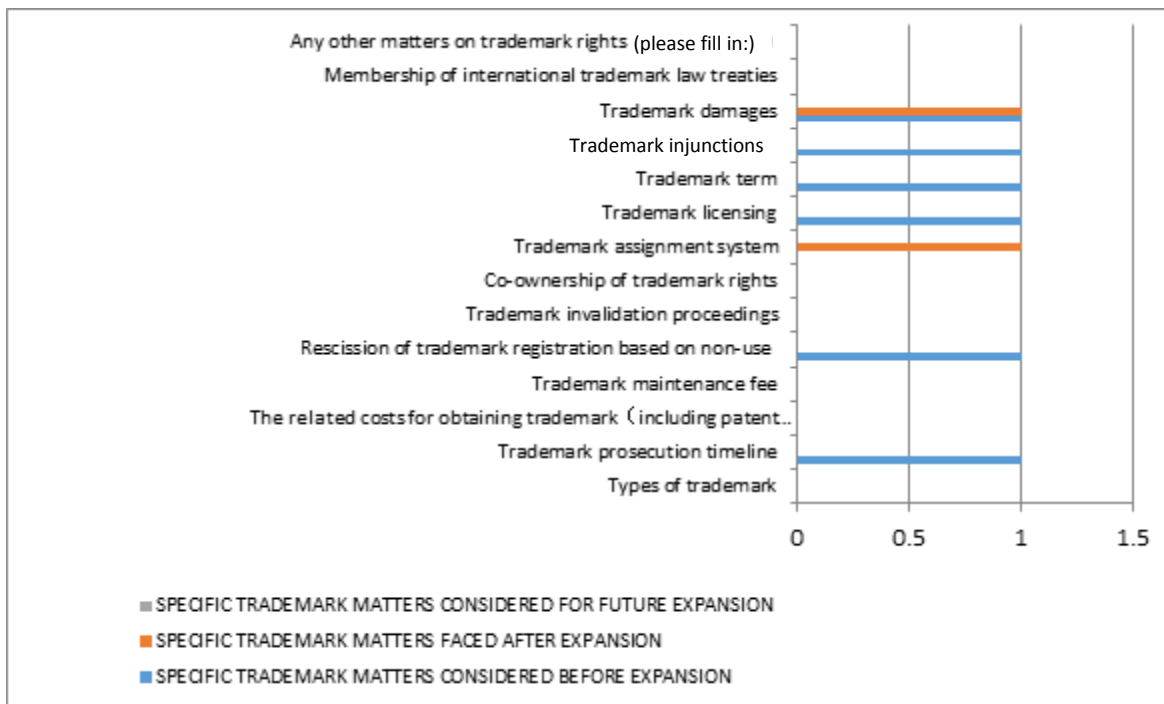 Any other matters on trademark rights (please fill in:)
Membership of international trademark law treaties
Trademark damages
Trademark injunctions
Trademark term
Trademark licensing
Trademark assignment system
Co-ownership of trademark rights
Trademark invalidation proceedings
Rescission of trademark registration based on non-use
Trademark maintenance fee
The related costs for obtaining trademark（including patent..
Trademark prosecution timeline
Types of trademark
0 0.5 1 1.5
SPECIFIC TRADEMARK MATTERS CONSIDERED FOR FUTURE EXPANSION
SPECIFIC TRADEMARK MATTERS FACED AFTER EXPANSION
SPECIFIC TRADEMARK MATTERS CONSIDERED BEFORE EXPANSION